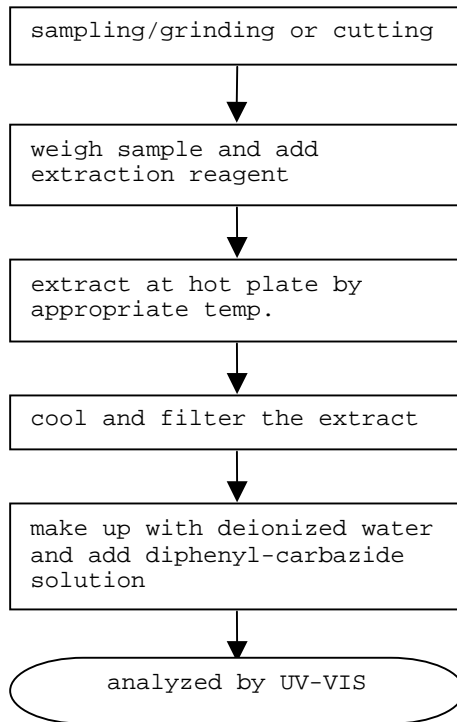 sampling/grinding or cutting
weigh sample and add
extraction reagent
extract at hot plate by
appropriate temp.
cool and filter the extract
make up with deionized water
and add diphenyl-carbazide
solution
analyzed by UV-VIS